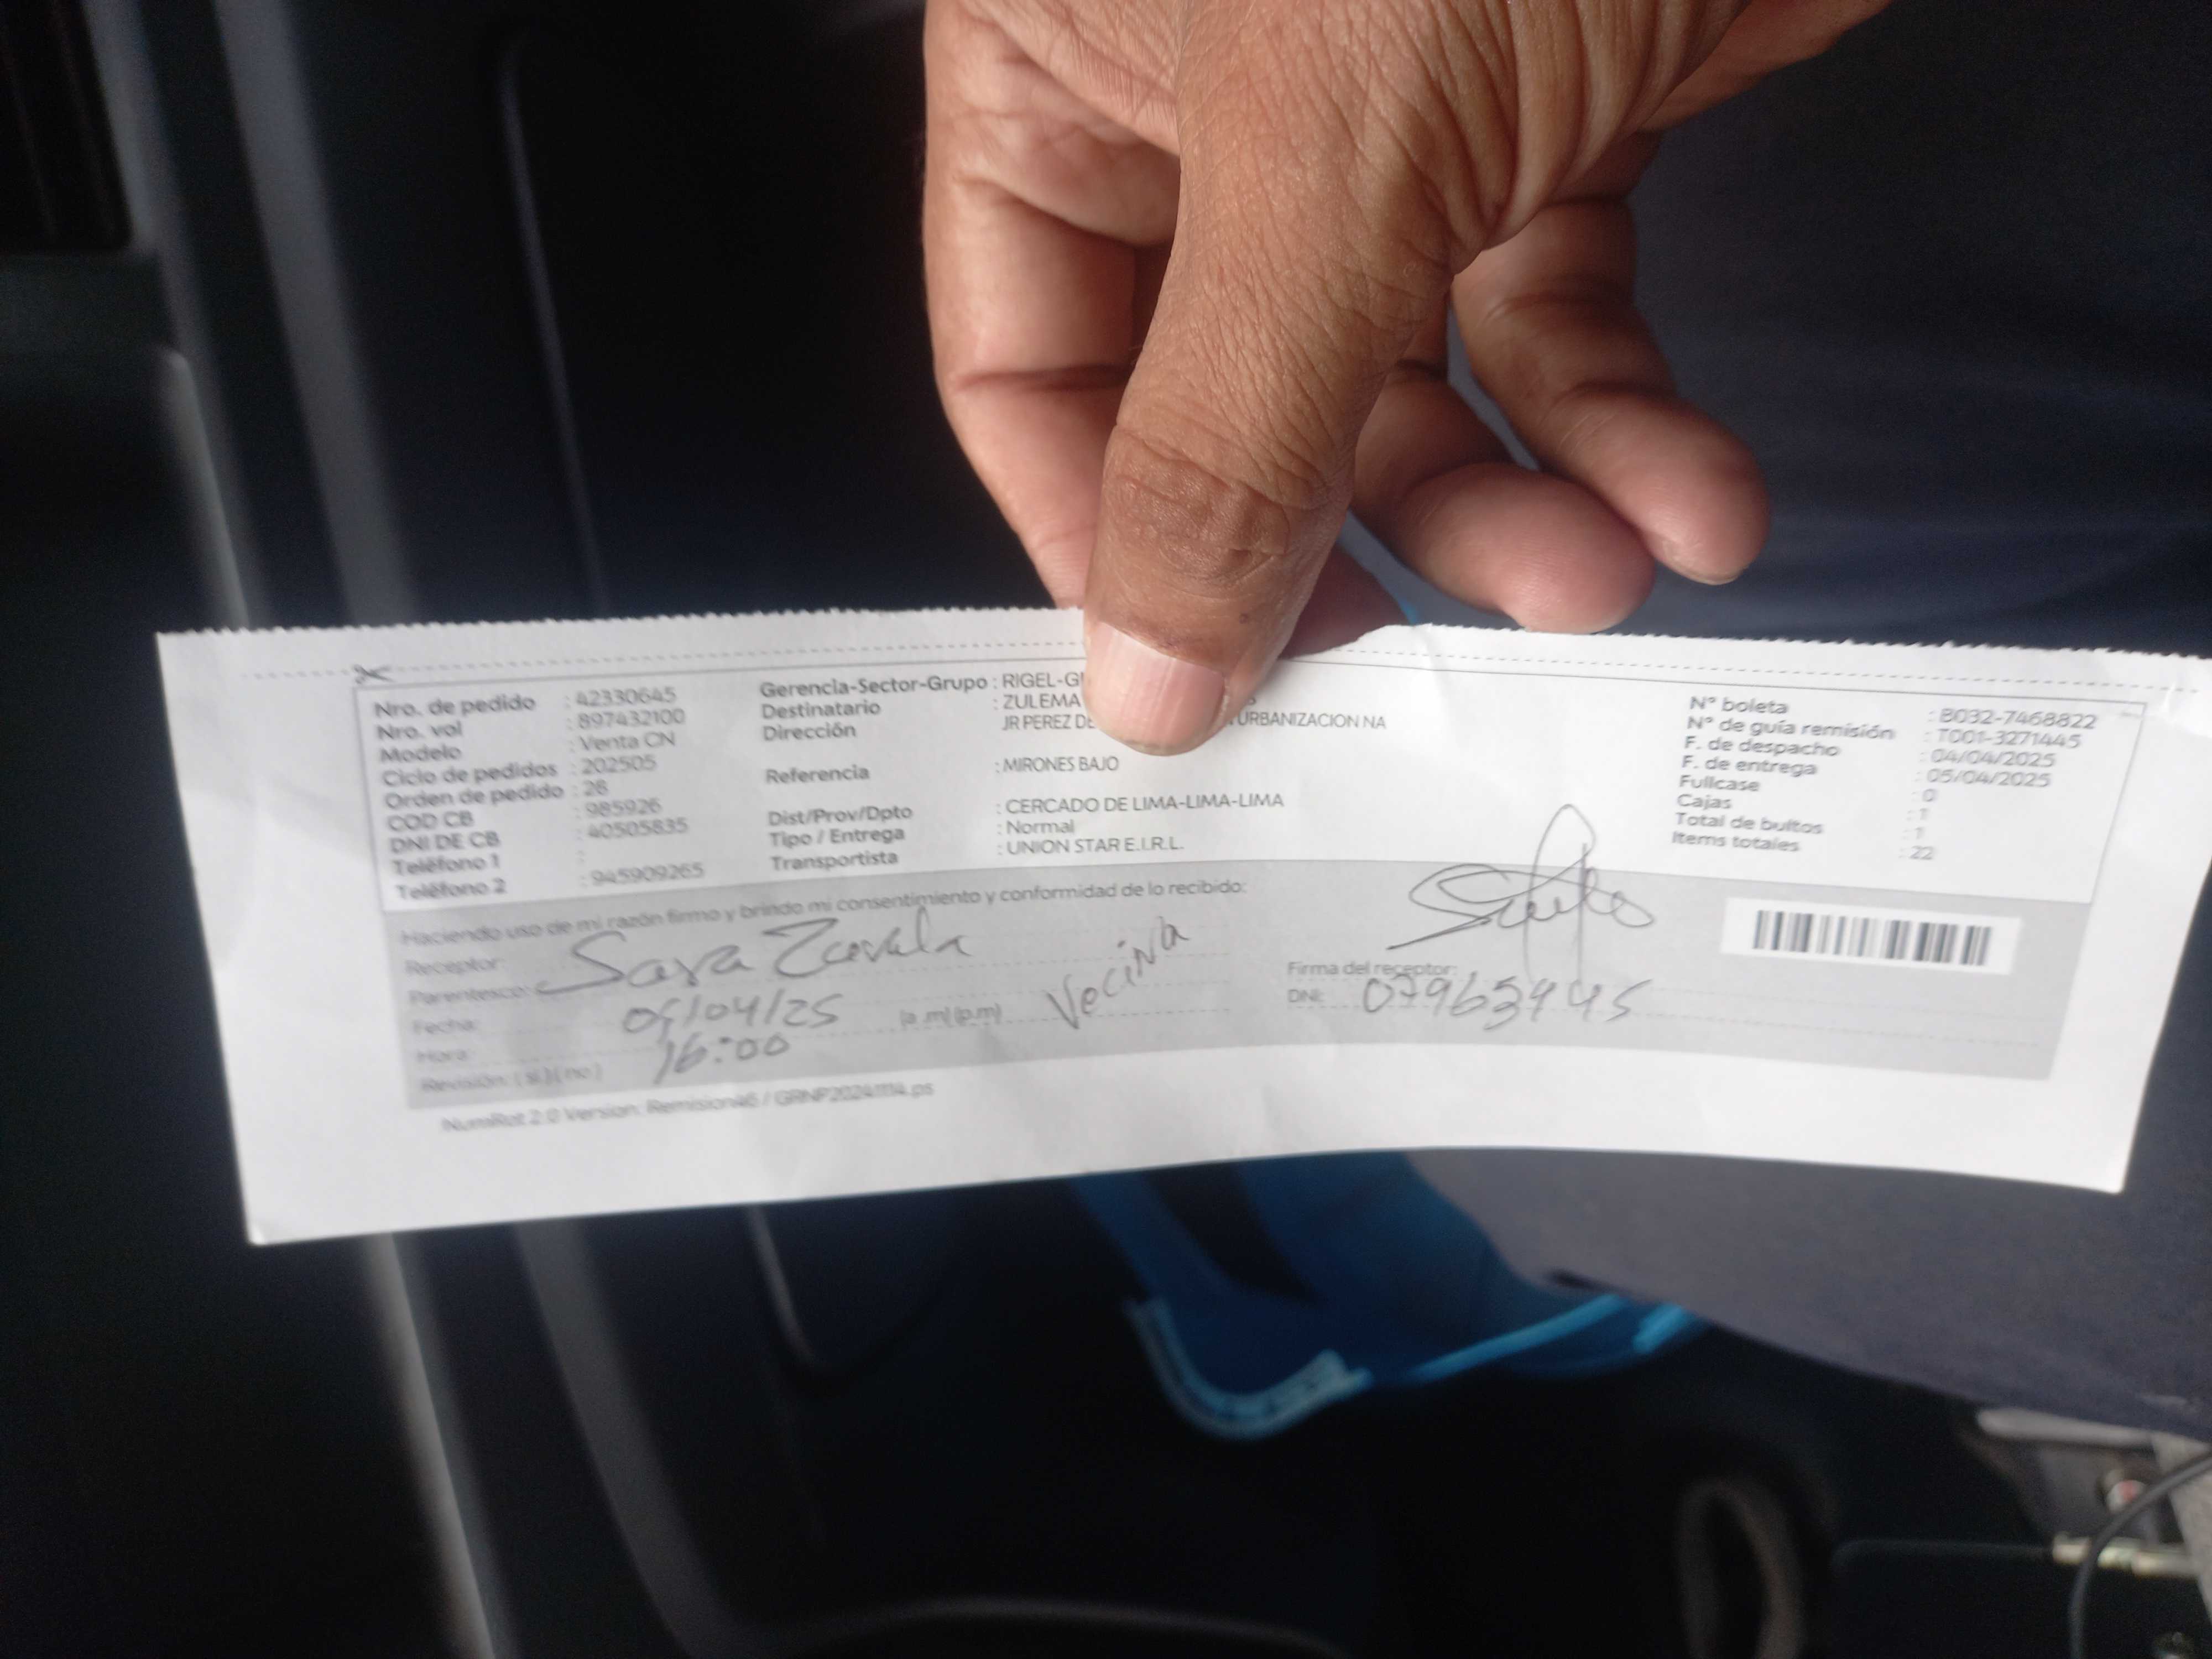 Nro. de pedido : 42330645
Nro. vol : 897432100
Modelo : Venta CN
Ciclo de pedidos : 202505
Orden de pedido : 28
COD CB : 985926
DNI DE CB : 40505835
Teléfono 1 :
Teléfono 2 : 945909265
Gerencia-Sector-Grupo : RIGEL-G
Destinatario : ZULEMA
Dirección JR PEREZ DE URBANIZACION NA
Referencia : MIRONES BAJO
Dist/Prov/Dpto : CERCADO DE LIMA-LIMA-LIMA
Tipo / Entrega : Normal
Transportista : UNION STAR E.I.R.L.
N° boleta : B032-7468822
N° de guía remisión : T001-3271445
F. de despacho : 04/04/2025
F. de entrega : 05/04/2025
Fullcase : 0
Cajas : 1
Total de bultos : 1
Items totales : 22
Haciendo uso de mi razón firmo y brindo mi consentimiento y conformidad de lo recibido:
Receptor: Sara Zavala
Parentesco: Vecina
Fecha: 05/04/25 (a .m) (p.m)
Hora: 16:00
Revisión: ( si ) ( no )
Firma del receptor:
DNI: 07963445
NumRot 2.0 Version: Remision46 / GRNP20241114.ps